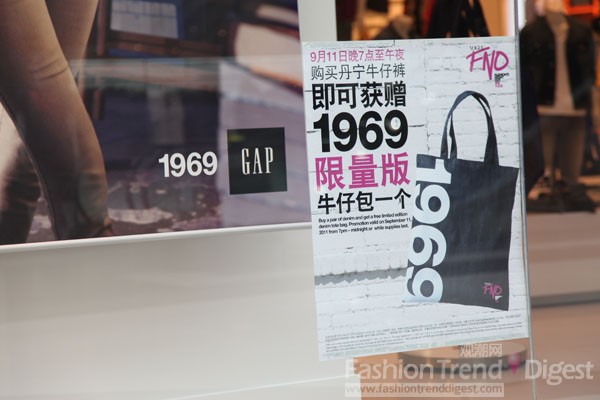 1969
GAP
9月11日晚7点至午夜
购买丹宁牛仔裤
即可获赠
1969
限量版
牛仔包一个
Buy a pair of denim and get a free limited edition
denim tote bag. Promotion valid on September 11,
2011 from 7pm – midnight or while supplies last.
FNO
1969
FNO
观潮网
FashionTrend Digest
www.fashiontrenddigest.com